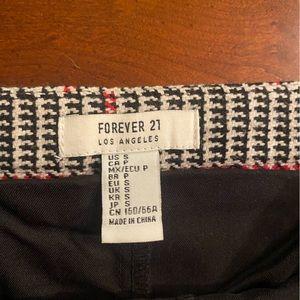 FOREVER 21
LOS ANGELES
US S
CA P
MX/ECU P
BR P
EU S
UK S
KR S
JP S
CN 160/66A
MADE IN CHINA